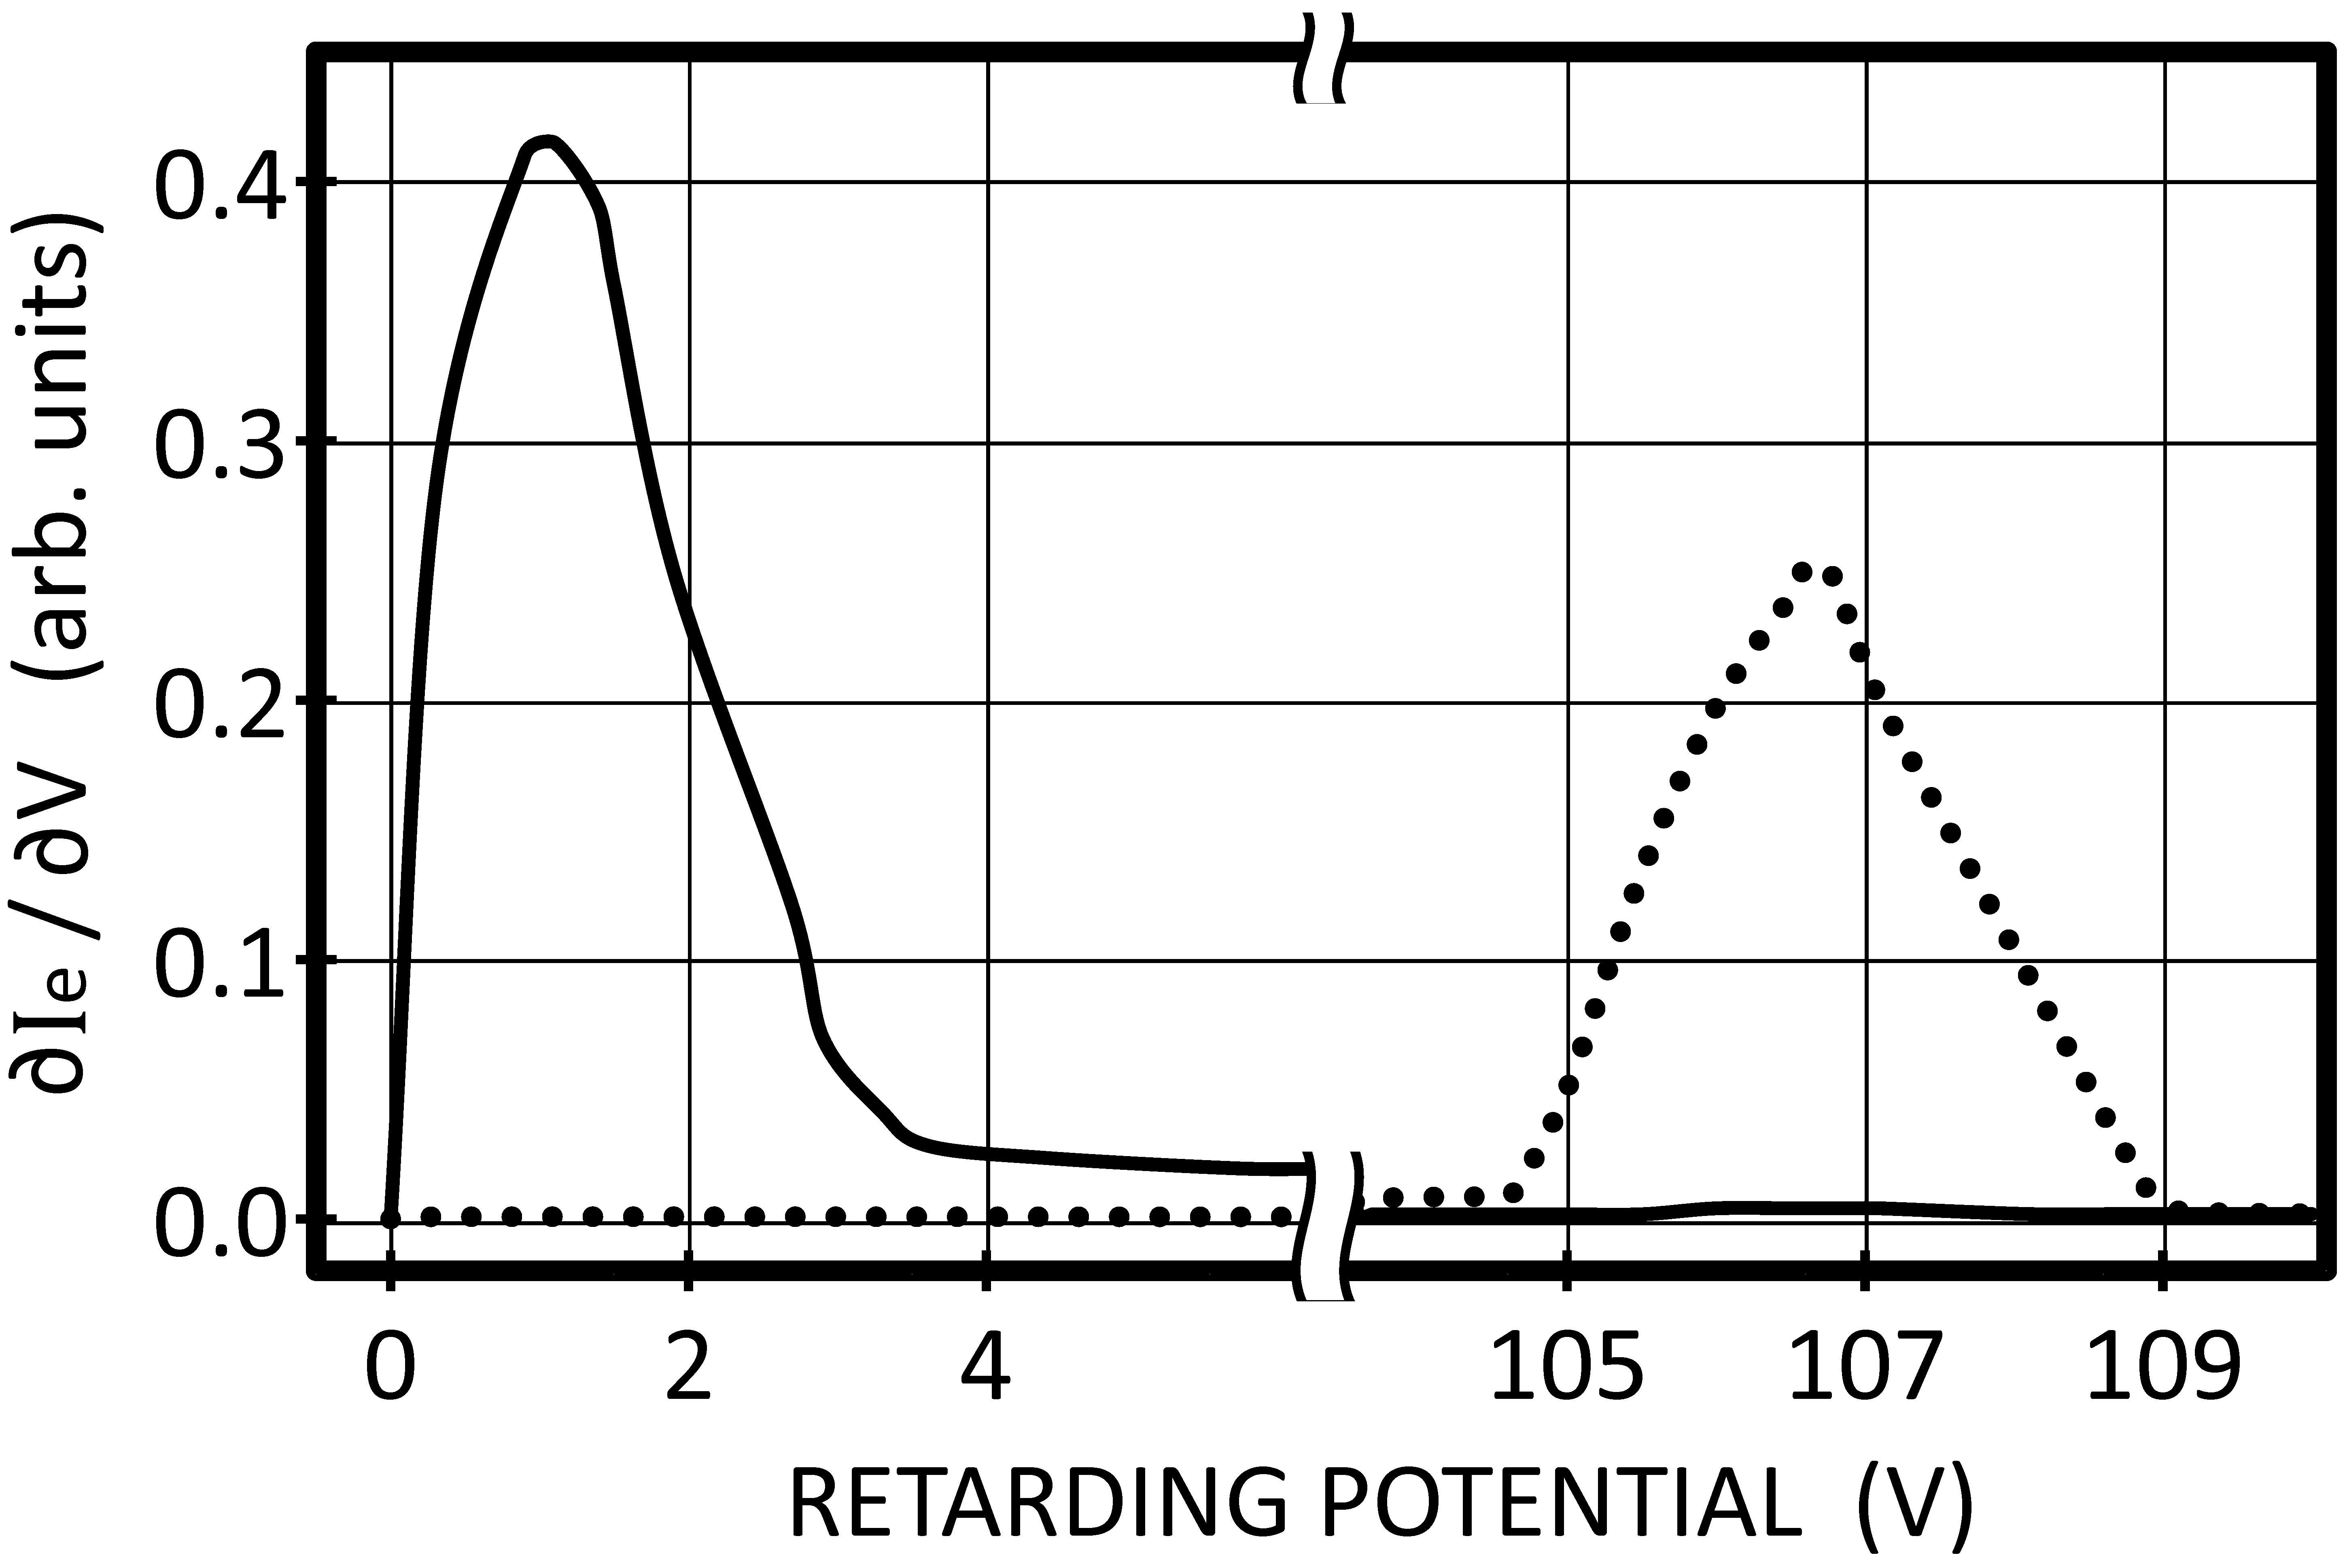 ∂Ie / ∂V (arb. units)
0.4
0.3
0.2
0.1
0.0
0 2 4 105 107 109
RETARDING POTENTIAL (V)